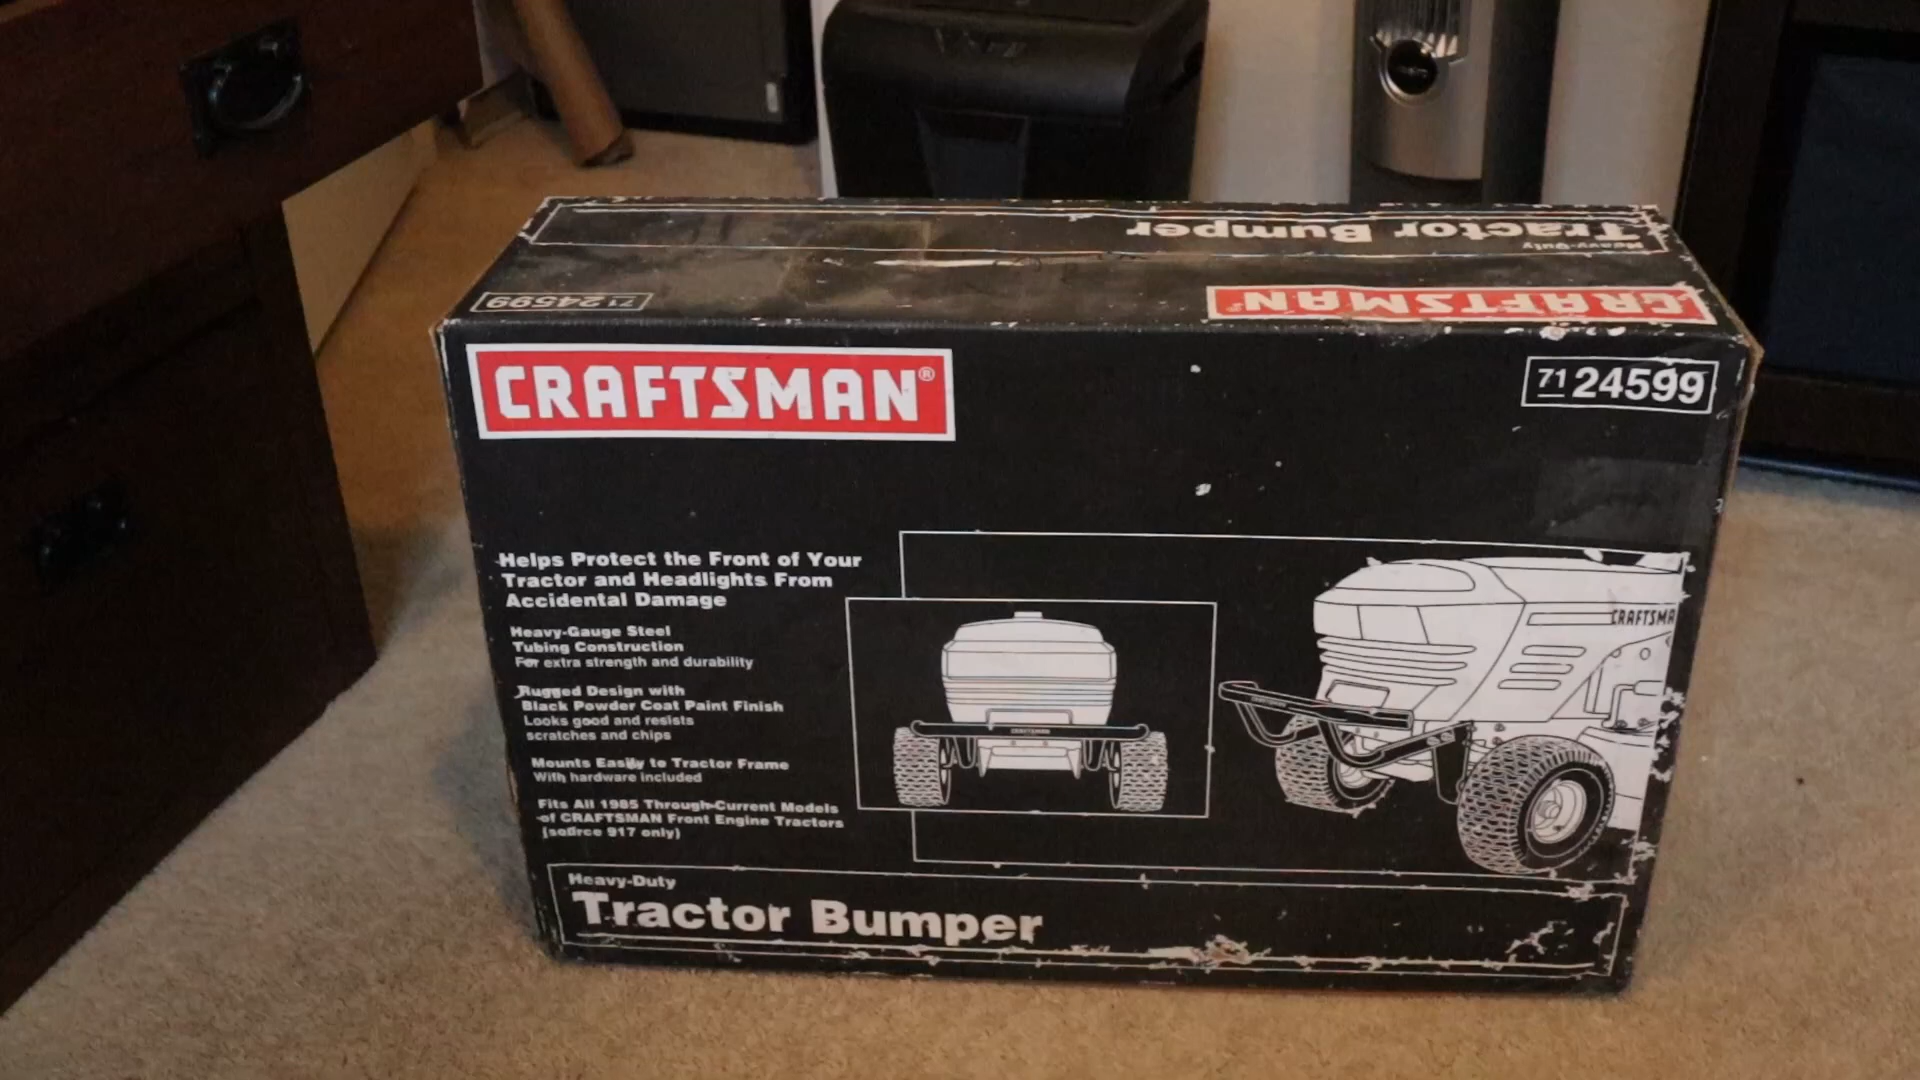 Heavy-Duty
Tractor Bumper
CRAFTSMAN®
71 24599
CRAFTSMAN®
71 24599
Helps Protect the Front of Your
Tractor and Headlights From
Accidental Damage
Heavy-Gauge Steel
Tubing Construction
For extra strength and durability
Rugged Design with
Black Powder Coat Paint Finish
Looks good and resists
scratches and chips
Mounts Easily to Tractor Frame
With hardware included
Fits All 1985 Through Current Models
of CRAFTSMAN Front Engine Tractors
(source 917 only)
CRAFTSMAN
CRAFTSMA
Heavy-Duty
Tractor Bumper